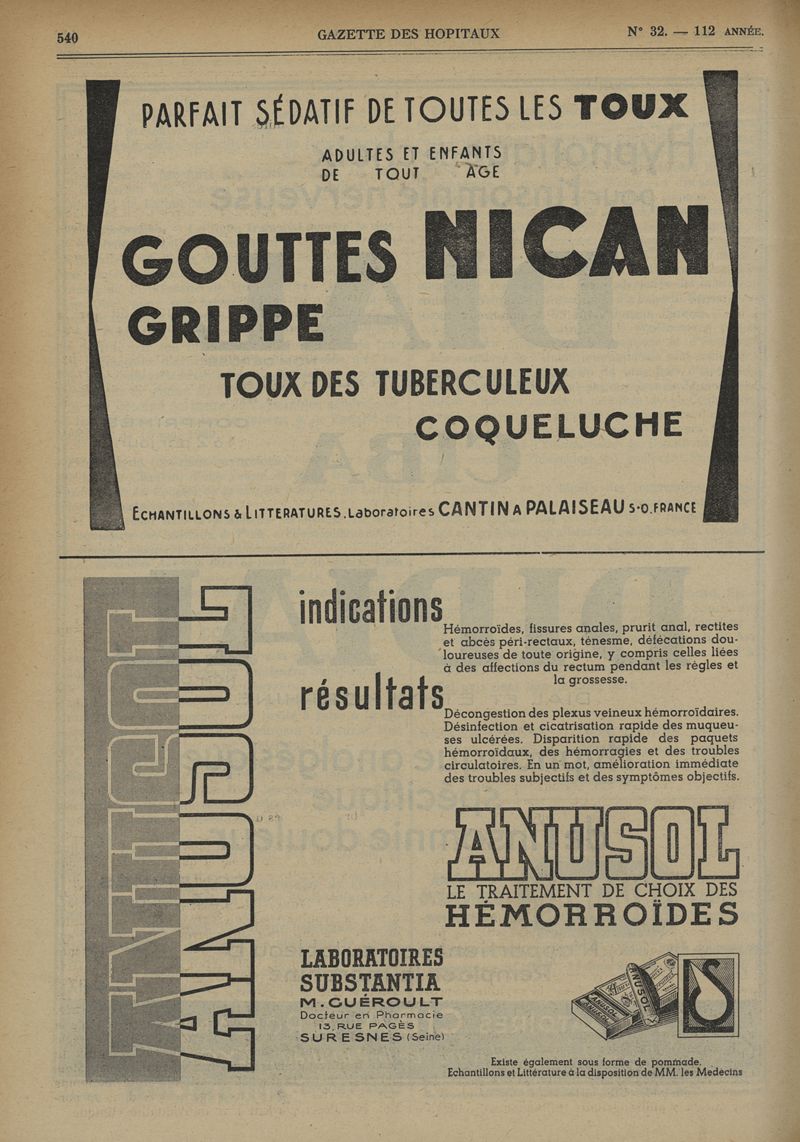 540
GAZETTE DES HOPITAUX
N° 32. — 112 ANNÉE.
PARFAIT SÉDATIF DE TOUTES LES TOUX
ADULTES ET ENFANTS
DE TOUT AGE
GOUTTES NICAN
GRIPPE
TOUX DES TUBERCULEUX
COQUELUCHE
ECHANTILLONS & LITTERATURES. Laboratoires CANTIN A PALAISEAU S.-O. FRANCE
ANUSOL
indications
Hémorroïdes, fissures anales, prurit anal, rectites
et abcès péri-rectaux, ténesme, défécations dou-
loureuses de toute origine, y compris celles liées
à des affections du rectum pendant les règles et
la grossesse.
résultats
Décongestion des plexus veineux hémorroïdaires.
Désinfection et cicatrisation rapide des muqueu-
ses ulcérées. Disparition rapide des paquets
hémorroïdaux, des hémorragies et des troubles
circulatoires. En un mot, amélioration immédiate
des troubles subjectifs et des symptômes objectifs.
ANUSOL
LE TRAITEMENT DE CHOIX DES
HÉMORROÏDES
LABORATOIRES
SUBSTANTIA
M. GUÉROULT
Docteur en Pharmacie
13, RUE PAGÈS
SURESNES (Seine)
ANUSOL
ANUSOL
Existe également sous forme de pommade.
Echantillons et Littérature à la disposition de MM. les Medecins